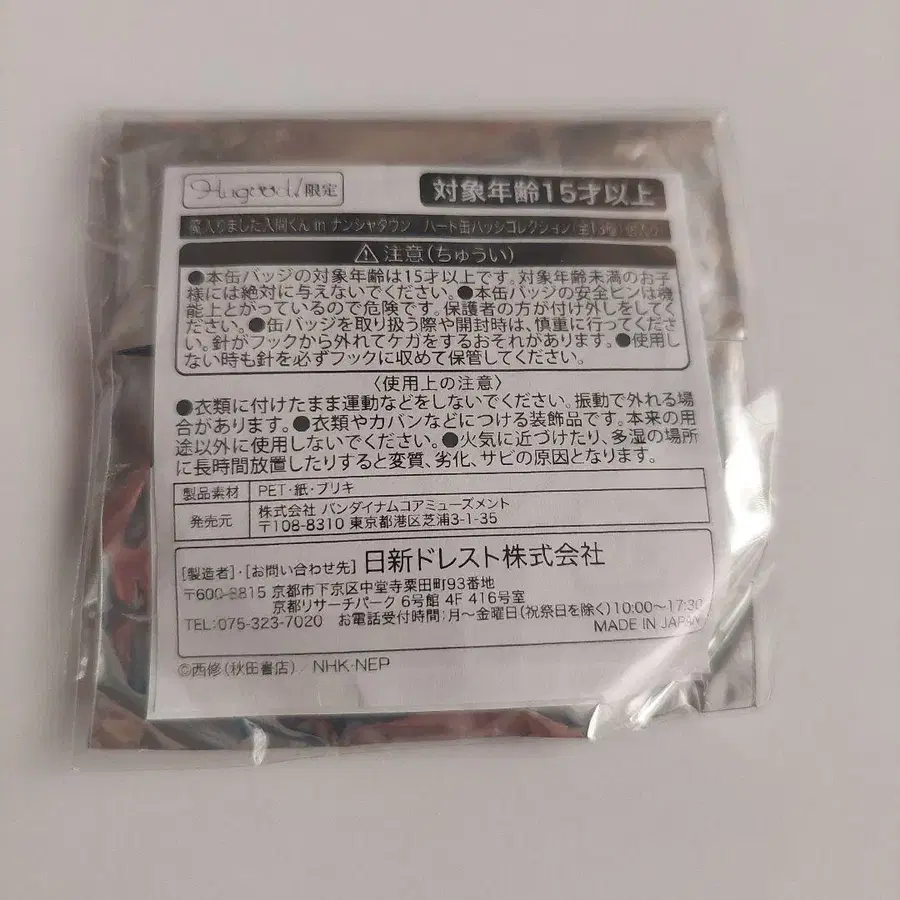 Hugood! 限定
対象年齢15才以上
魔入りました入間くん in ナンジャタウン ハート缶バッジコレクション
注意(ちゅうい)
●本缶バッジの対象年齢は15才以上です。対象年齢未満のお子
様には絶対に与えないでください。●本缶バッジの安全ピンは機
能上とがっているので危険です。保護者の方が付け外しをしてく
ださい。●缶バッジを取り扱う際や開封時は、慎重に行ってくださ
い。針がフックから外れてケガをするおそれがあります。●使用し
ない時も針を必ずフックに収めて保管してください。
〈使用上の注意〉
●衣類に付けたまま運動などをしないでください。振動で外れる場
合があります。●衣類やカバンなどにつける装飾品です。本来の用
途以外に使用しないでください。●火気に近づけたり、多湿の場所
に長時間放置したりすると変質、劣化、サビの原因となります。
製品素材 PET・紙・ブリキ
発売元 株式会社 バンダイナムコアミューズメント
〒108-8310 東京都港区芝浦3-1-35
[製造者]・[お問い合わせ先] 日新ドレスト株式会社
〒600-8815 京都市下京区中堂寺粟田町93番地
京都リサーチパーク 6号館 4F 416号室
TEL:075-323-7020 お電話受付時間:月〜金曜日(祝祭日を除く)10:00〜17:30
MADE IN JAPAN
©西修(秋田書店)/NHK・NEP